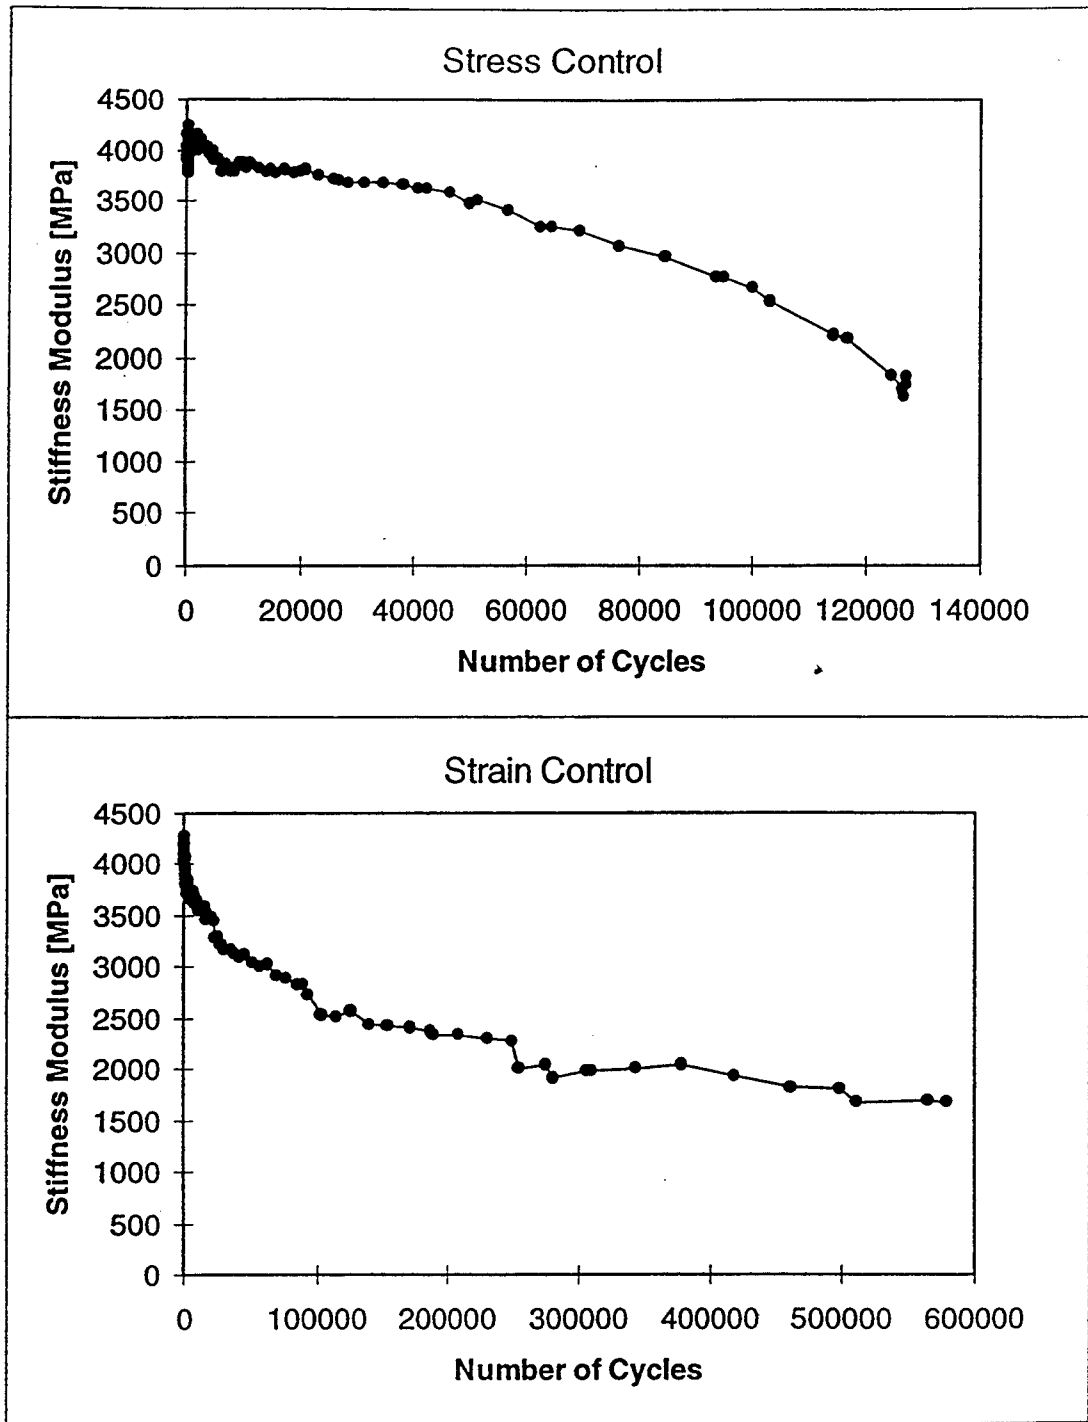 Stress Control
4500
4000
3500
3000
2500
2000
1500
1000
500
0
Stiffness Modulus [MPa]
0 20000 40000 60000 80000 100000 120000 140000
Number of Cycles
Strain Control
4500
4000
3500
3000
2500
2000
1500
1000
500
0
Stiffness Modulus [MPa]
0 100000 200000 300000 400000 500000 600000
Number of Cycles